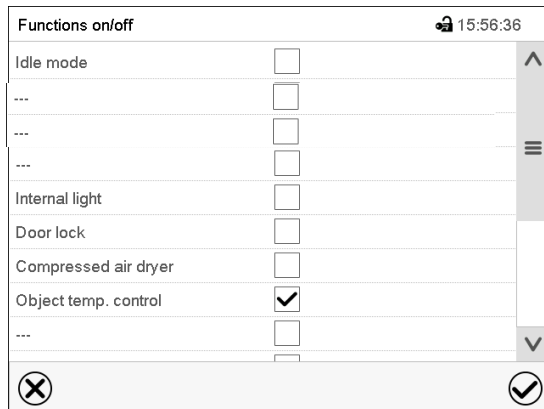 Functions on/off 15:56:36
Idle mode
---
---
---
Internal light
Door lock
Compressed air dryer
Object temp. control
---